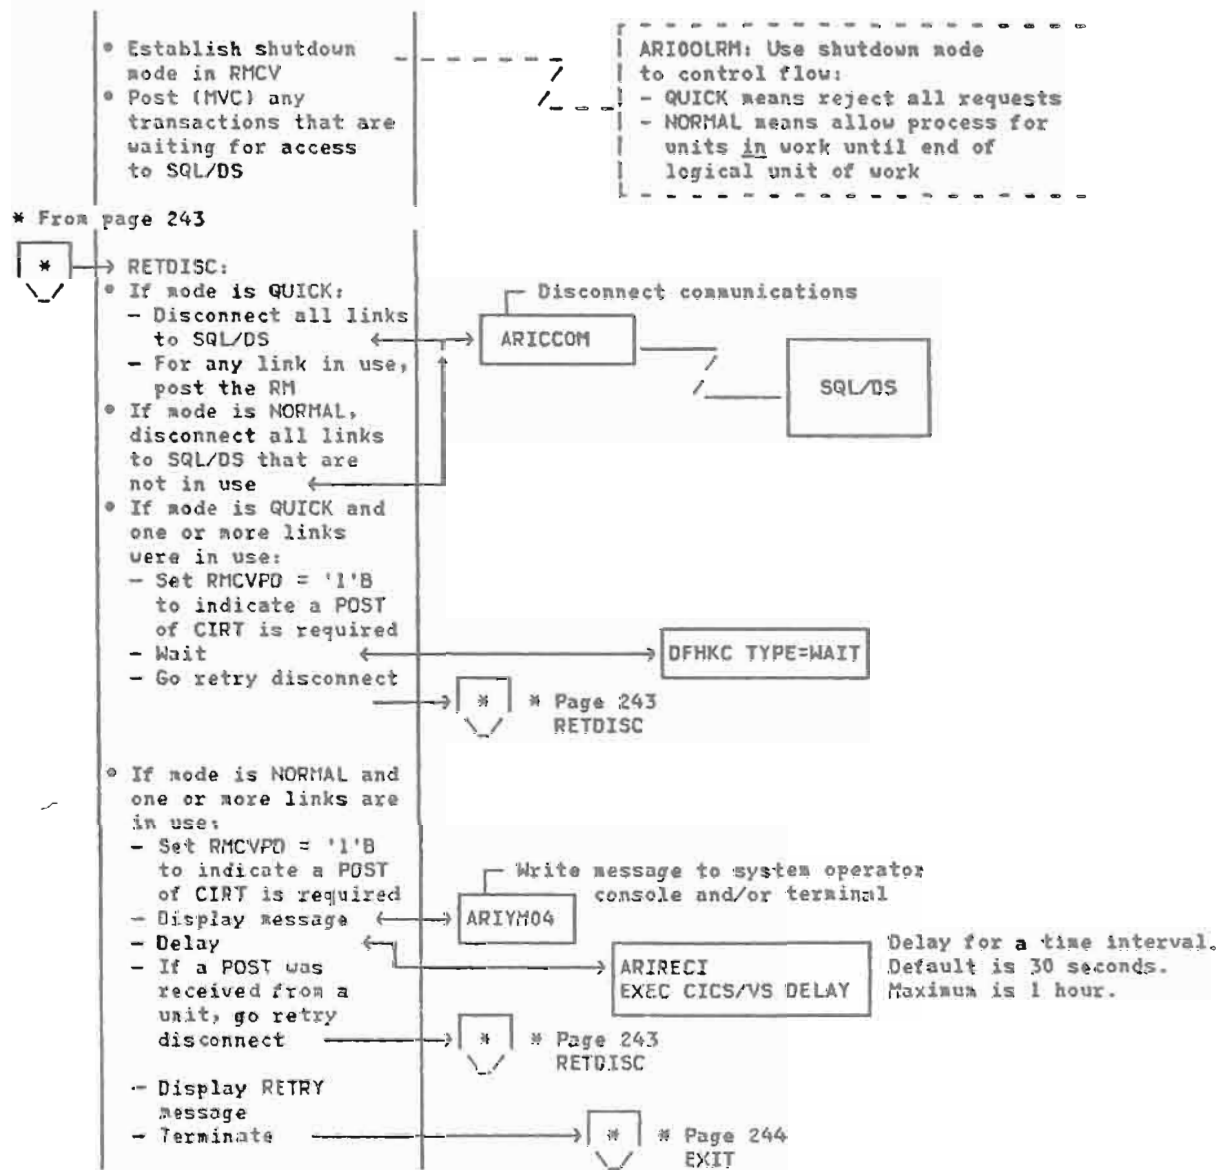 • Establish shutdown
mode in RMCV
• Post (MVC) any
transactions that are
waiting for access
to SQL/DS
ARI0OLRM: Use shutdown mode
to control flow:
- QUICK means reject all requests
- NORMAL means allow process for
units in work until end of
logical unit of work
* From page 243
*
RETDISC:
• If mode is QUICK:
- Disconnect all links
to SQL/DS
- For any link in use,
post the RM
• If mode is NORMAL,
disconnect all links
to SQL/DS that are
not in use
Disconnect communications
ARICCOM
SQL/DS
• If mode is QUICK and
one or more links
were in use:
- Set RMCVPD = '1'B
to indicate a POST
of CIRT is required
- Wait
DFHKC TYPE=WAIT
- Go retry disconnect
*
* Page 243
RETDISC
• If mode is NORMAL and
one or more links are
in use:
- Set RMCVPD = '1'B
to indicate a POST
of CIRT is required
- Display message
Write message to system operator
console and/or terminal
ARIYM04
- Delay
ARIRECI
EXEC CICS/VS DELAY
Delay for a time interval.
Default is 30 seconds.
Maximum is 1 hour.
- If a POST was
received from a
unit, go retry
disconnect
*
* Page 243
RETDISC
- Display RETRY
message
- Terminate
*
* Page 244
EXIT